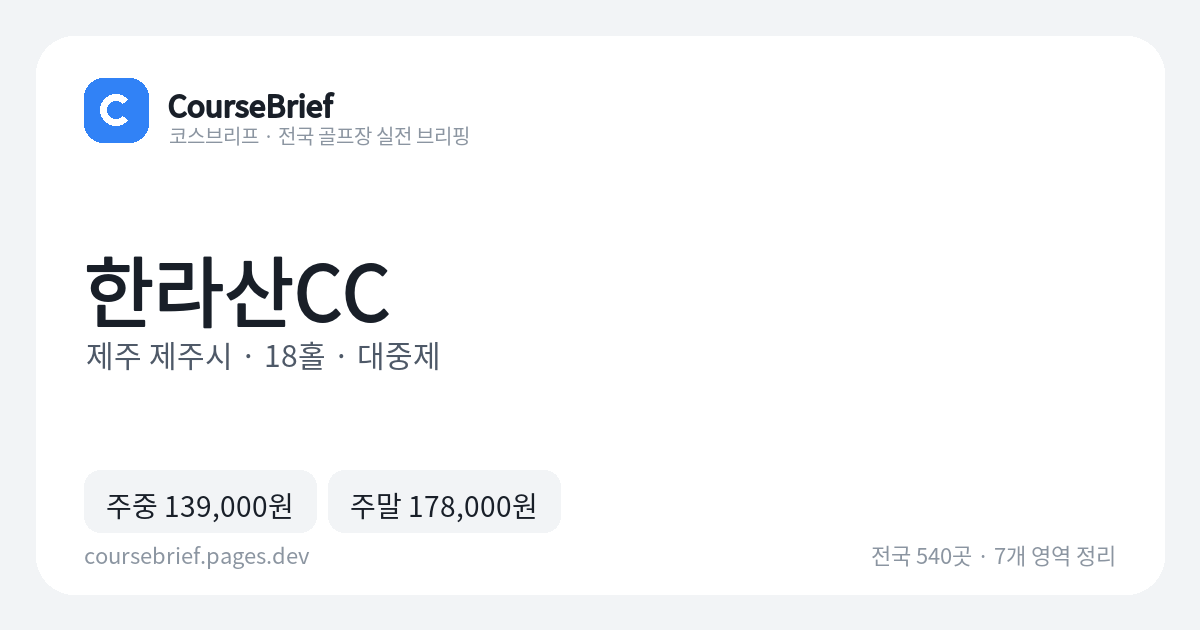 C
CourseBrief
코스브리프 · 전국 골프장 실전 브리핑
한라산CC
제주 제주시 · 18홀 · 대중제
주중 139,000원 주말 178,000원
coursebrief.pages.dev 전국 540곳 · 7개 영역 정리